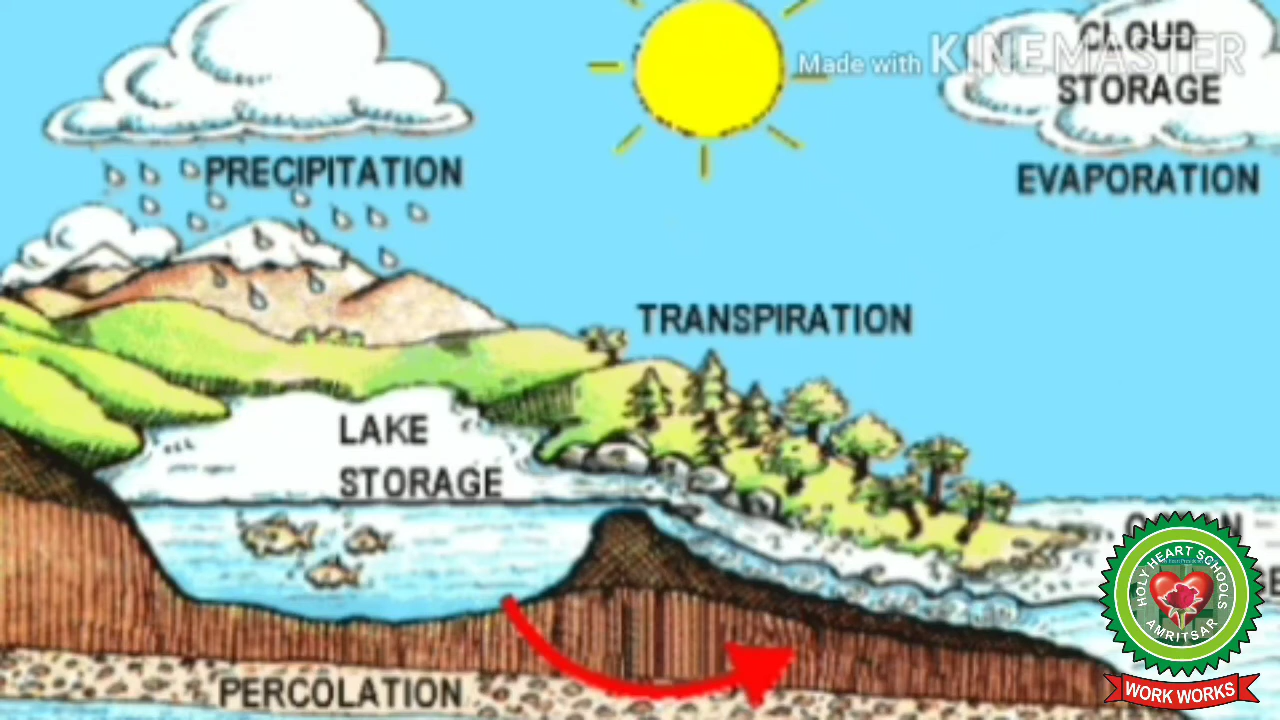 Made with KINEMASTER
CLOUD
STORAGE
PRECIPITATION
EVAPORATION
TRANSPIRATION
LAKE
STORAGE
HOLY HEART SCHOOLS
AMRITSAR
WORK WORKS
PERCOLATION